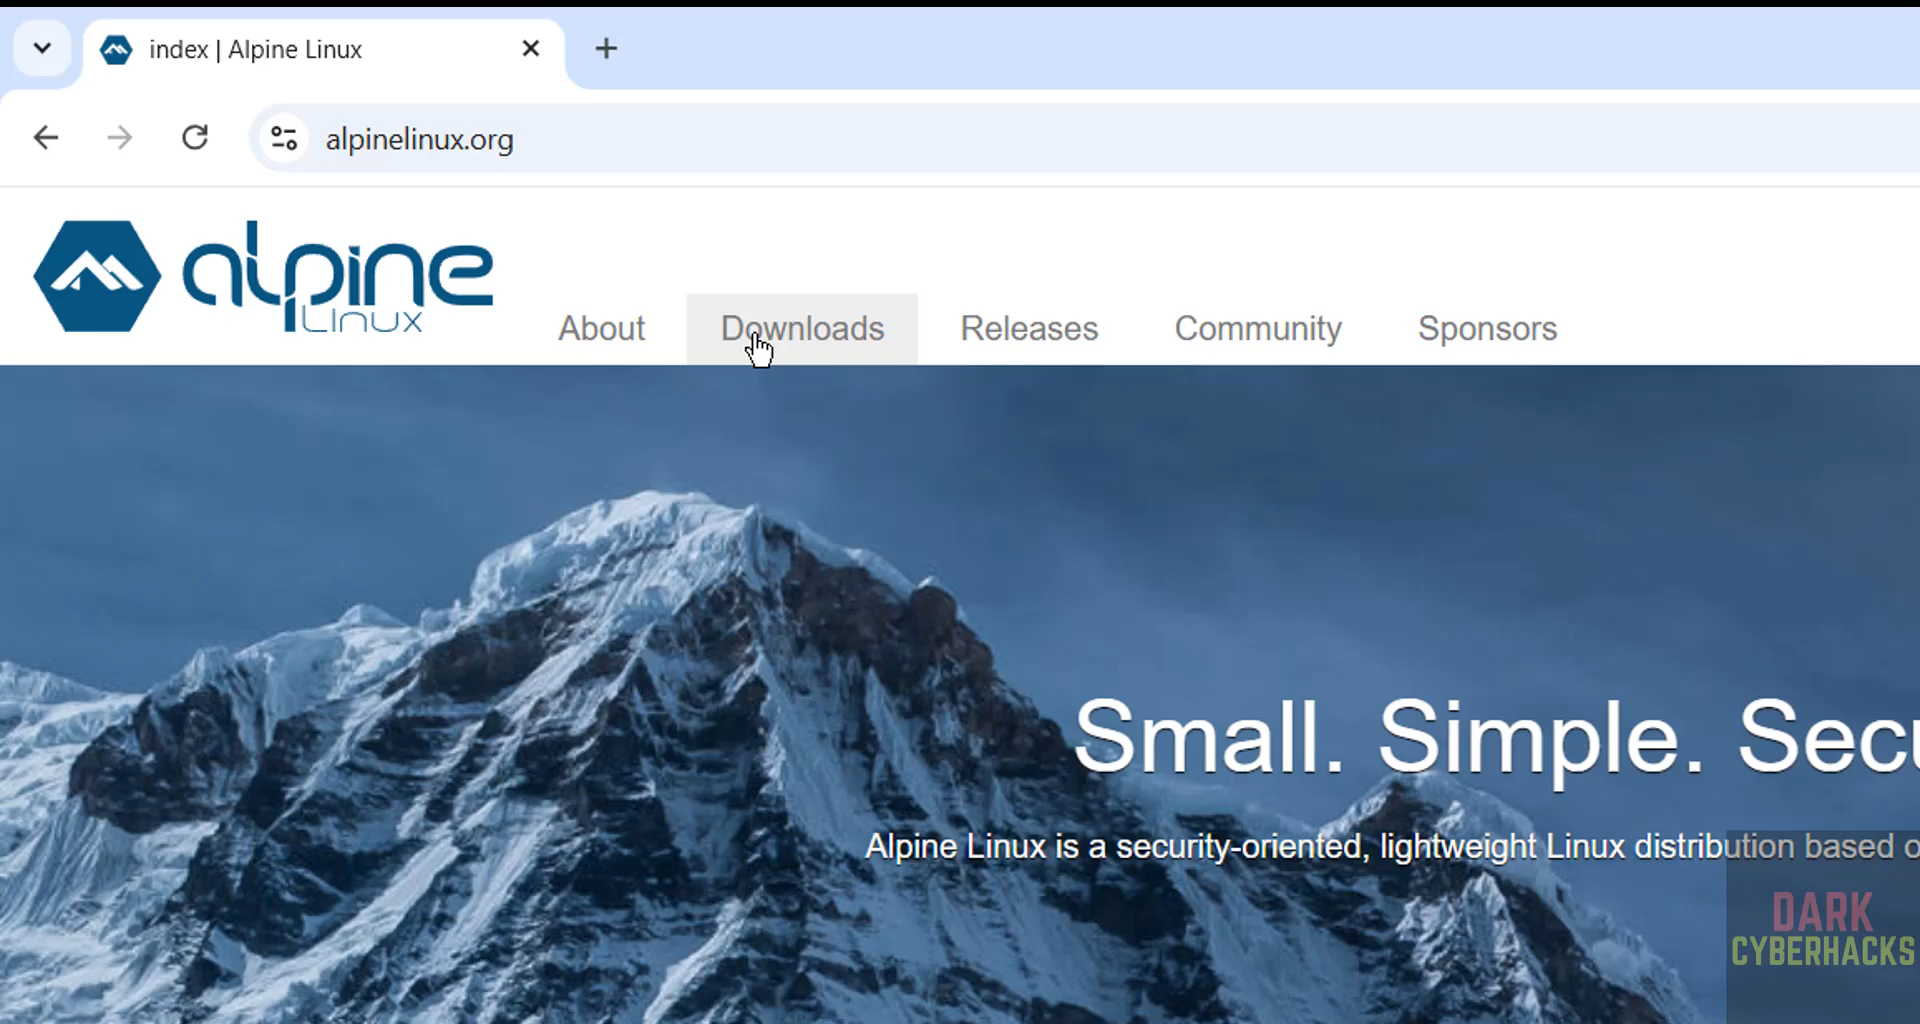 index | Alpine Linux
alpinelinux.org
alpine
Linux
About
Downloads
Releases
Community
Sponsors
Small. Simple. Secu
Alpine Linux is a security-oriented, lightweight Linux distribution based o
DARK
CYBERHACKS